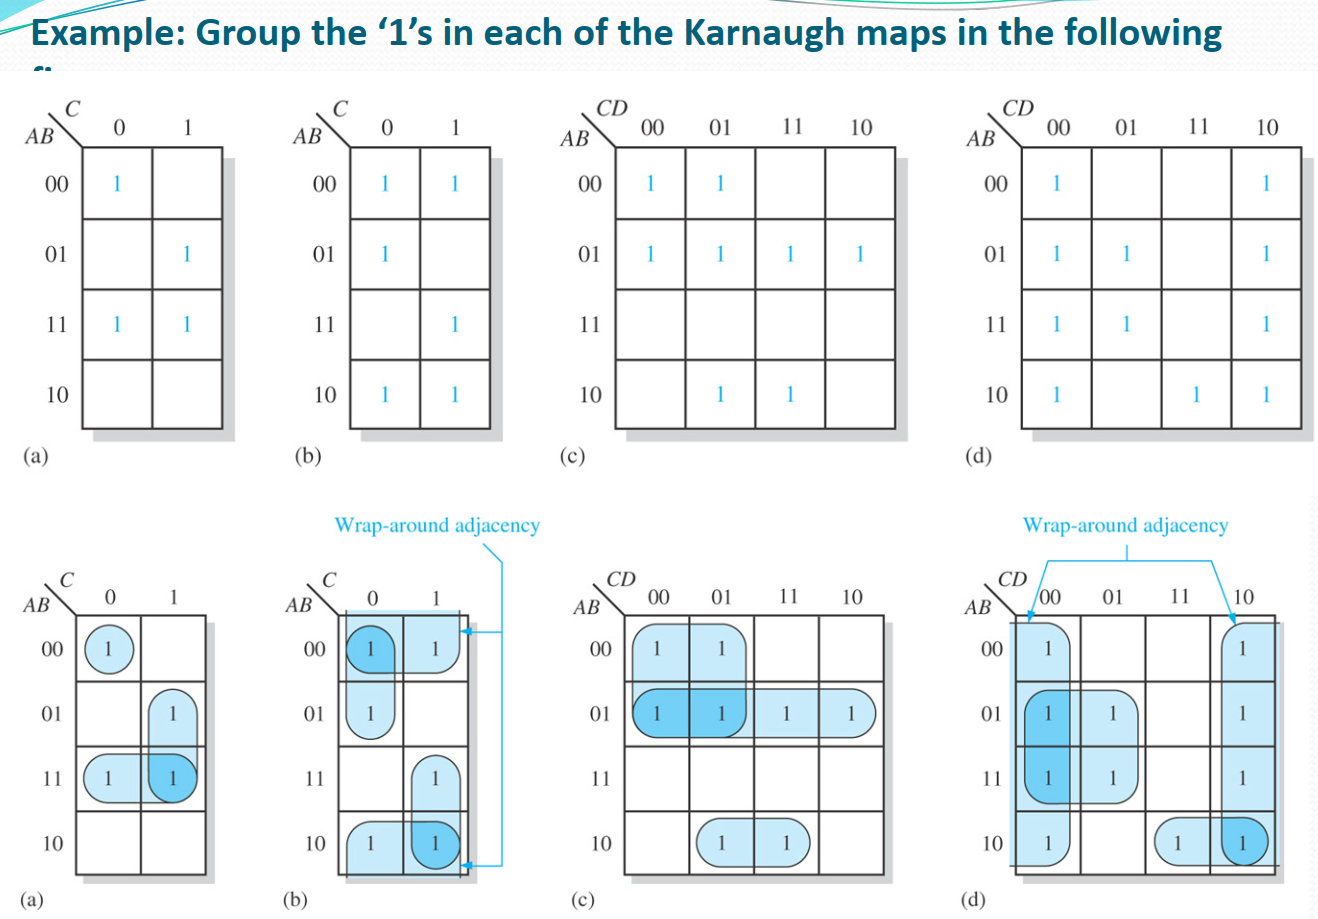 Example: Group the ‘1’s in each of the Karnaugh maps in the following
C
AB 0 1
00 1
01 1
11 1 1
10
(a)
C
AB 0 1
00 1 1
01 1
11 1
10 1 1
(b)
CD
AB 00 01 11 10
00 1 1
01 1 1 1 1
11
10 1 1
(c)
CD
AB 00 01 11 10
00 1 1
01 1 1 1
11 1 1 1
10 1 1 1
(d)
C
AB 0 1
00 1
01 1
11 1 1
10
(a)
Wrap-around adjacency
C
AB 0 1
00 1 1
01 1
11 1
10 1 1
(b)
CD
AB 00 01 11 10
00 1 1
01 1 1 1 1
11
10 1 1
(c)
Wrap-around adjacency
CD
AB 00 01 11 10
00 1 1
01 1 1 1
11 1 1 1
10 1 1 1
(d)